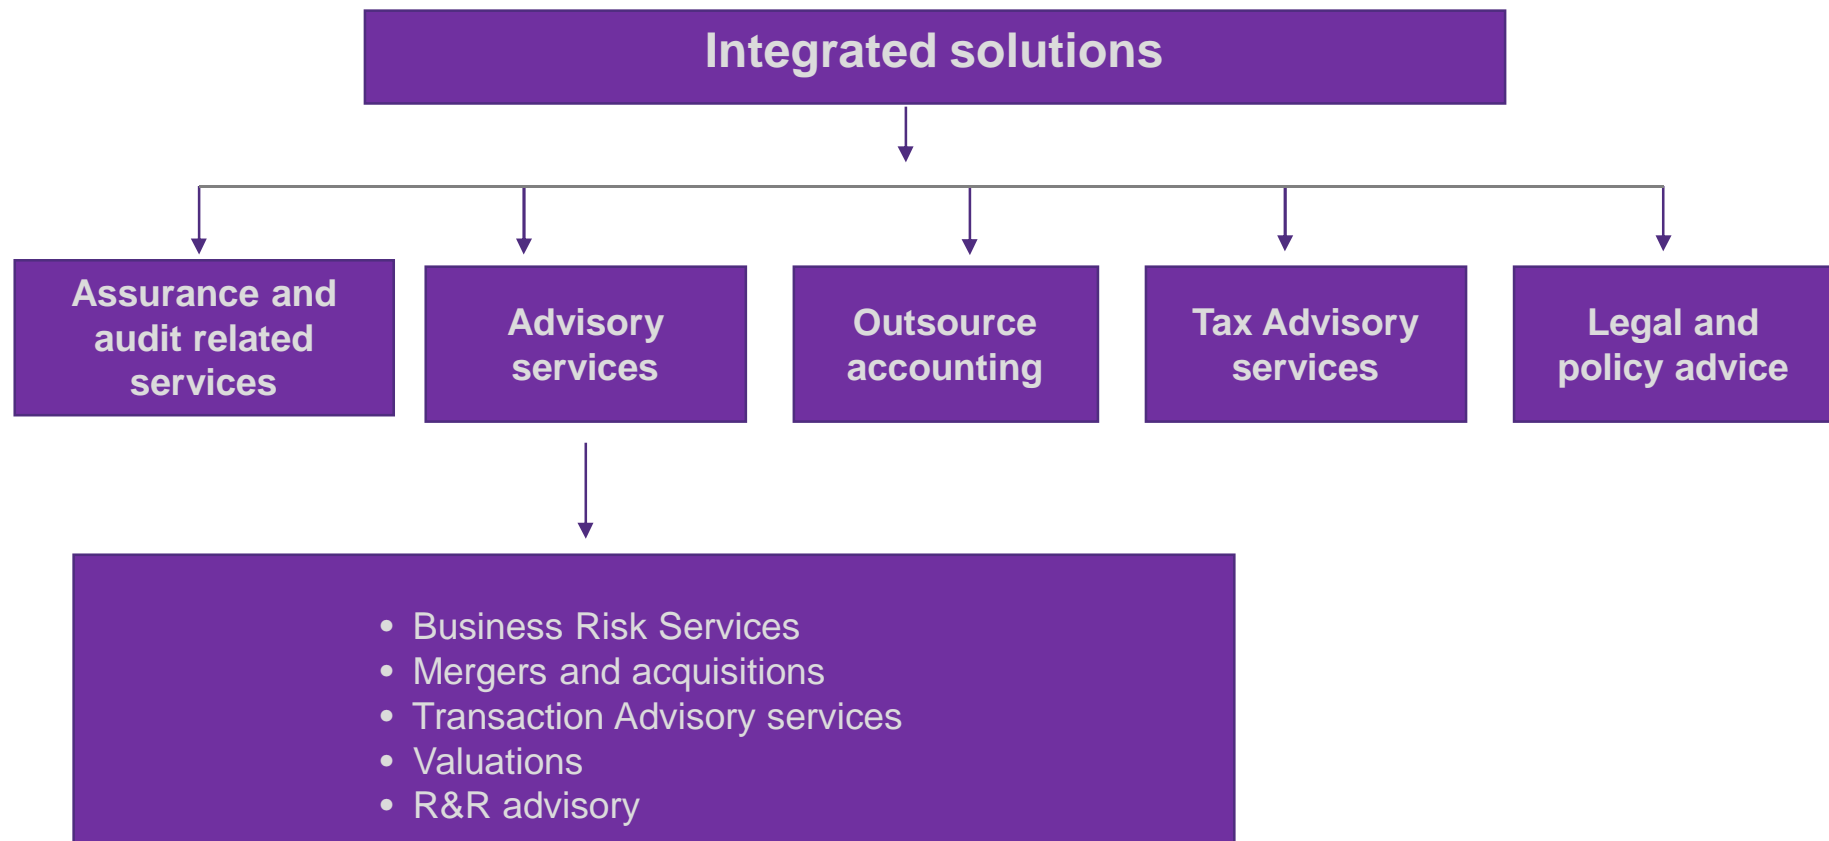 Integrated solutions
Assurance and
audit related
services
Advisory
services
Outsource
accounting
Tax Advisory
services
Legal and
policy advice
• Business Risk Services
• Mergers and acquisitions
• Transaction Advisory services
• Valuations
• R&R advisory